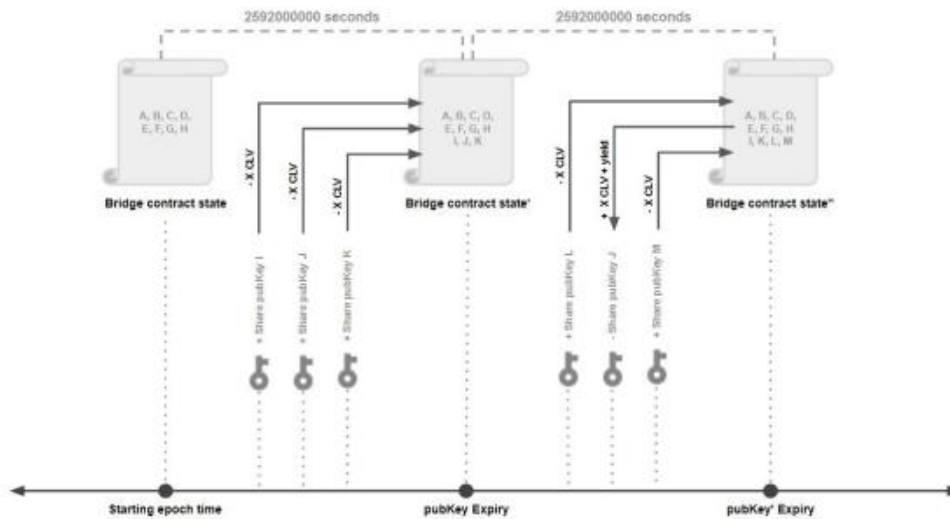 2592000000 seconds
2592000000 seconds
A, B, C, D,
E, F, G, H
A, B, C, D,
E, F, G, H
I, J, K
A, B, C, D,
E, F, G, H
I, K, L, M
- X CLV
- X CLV
- X CLV
- X CLV
+ X CLV + yield
- X CLV
Bridge contract state
Bridge contract state'
Bridge contract state"
+ Share pubKey I
+ Share pubKey J
+ Share pubKey K
+ Share pubKey L
- Share pubKey J
+ Share pubKey M
Starting epoch time
pubKey Expiry
pubKey' Expiry